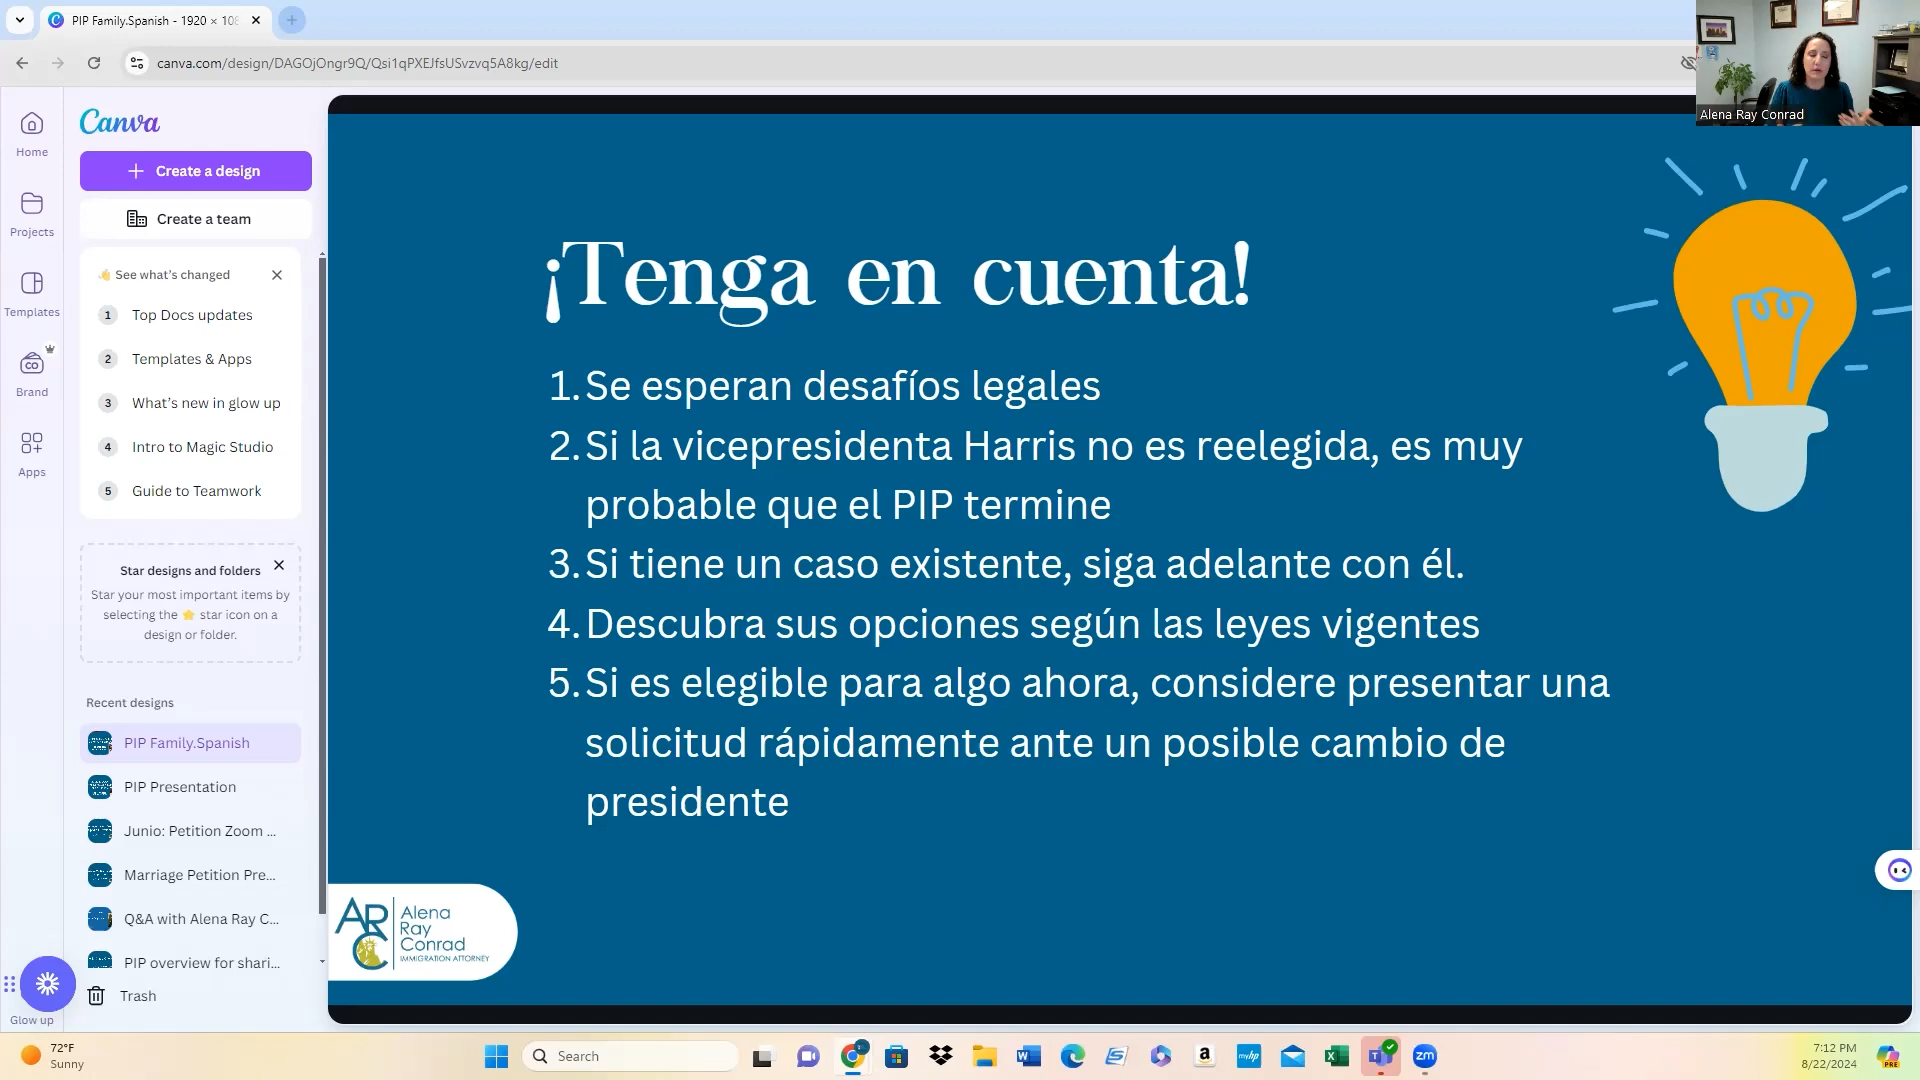 PIP Family.Spanish - 1920 × 108
canva.com/design/DAGOjOngr9Q/Qsi1qPXEJfsUSvzvq5A8kg/edit
Alena Ray Conrad
Home
Projects
Templates
Brand
Apps
Glow up
Canva
Create a design
Create a team
See what's changed
1 Top Docs updates
2 Templates & Apps
3 What's new in glow up
4 Intro to Magic Studio
5 Guide to Teamwork
Star designs and folders
Star your most important items by
selecting the star icon on a
design or folder.
Recent designs
PIP Family.Spanish
PIP Presentation
Junio: Petition Zoom ...
Marriage Petition Pre...
Q&A with Alena Ray C...
PIP overview for shari...
Trash
¡Tenga en cuenta!
1. Se esperan desafíos legales
2. Si la vicepresidenta Harris no es reelegida, es muy
probable que el PIP termine
3. Si tiene un caso existente, siga adelante con él.
4. Descubra sus opciones según las leyes vigentes
5. Si es elegible para algo ahora, considere presentar una
solicitud rápidamente ante un posible cambio de
presidente
ARC
Alena
Ray
Conrad
IMMIGRATION ATTORNEY
72°F
Sunny
Search
7:12 PM
8/22/2024